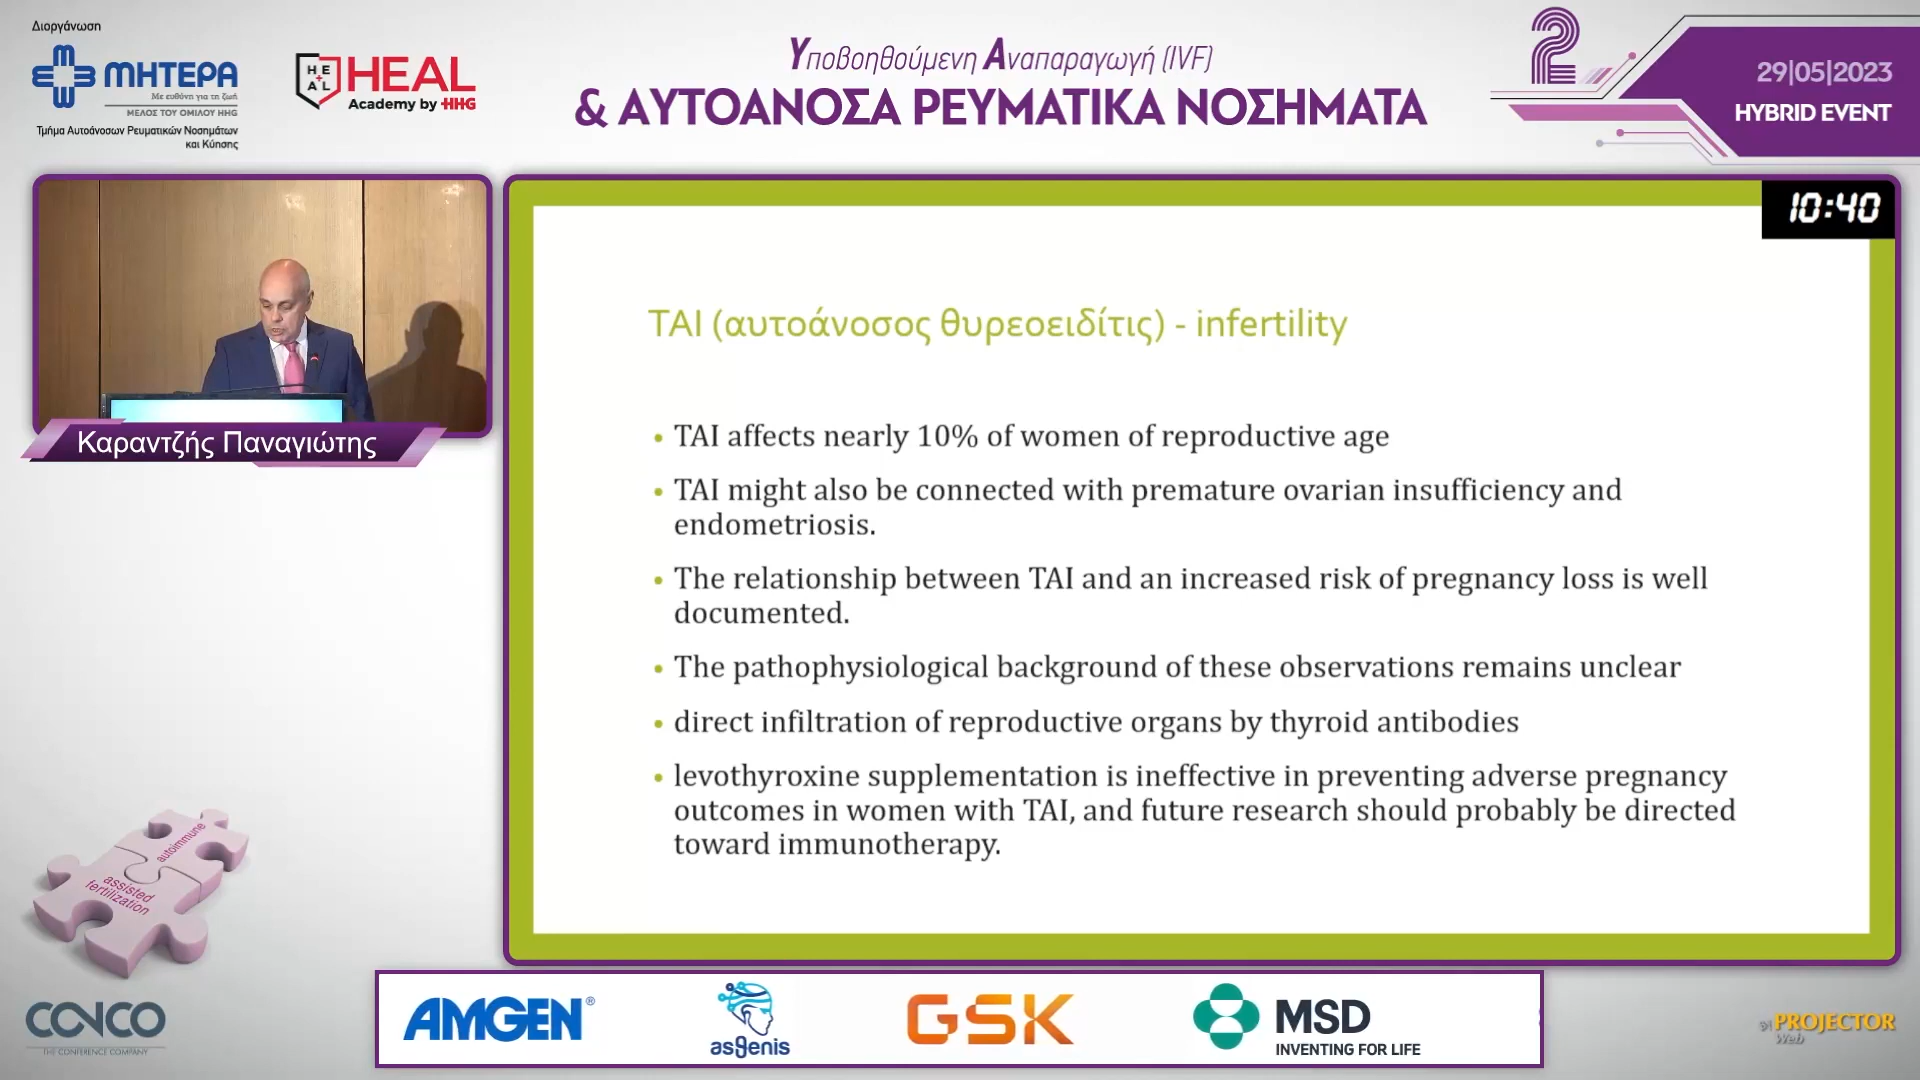 Διοργάνωση
ΜΗΤΕΡΑ
Με ευθύνη για τη ζωή
ΜΕΛΟΣ ΤΟΥ ΟΜΙΛΟΥ HHG
Τμήμα Αυτοάνοσων Ρευματικών Νοσημάτων
και Κύησης
HE
AL
HEAL
Academy by HHG
Υποβοηθούμενη Αναπαραγωγή (IVF)
& ΑΥΤΟΑΝΟΣΑ ΡΕΥΜΑΤΙΚΑ ΝΟΣΗΜΑΤΑ
2
29|05|2023
HYBRID EVENT
10:40
Καραντζής Παναγιώτης
TAI (αυτοάνοσος θυρεοειδίτις) - infertility
• TAI affects nearly 10% of women of reproductive age
• TAI might also be connected with premature ovarian insufficiency and
endometriosis.
• The relationship between TAI and an increased risk of pregnancy loss is well
documented.
• The pathophysiological background of these observations remains unclear
• direct infiltration of reproductive organs by thyroid antibodies
• levothyroxine supplementation is ineffective in preventing adverse pregnancy
outcomes in women with TAI, and future research should probably be directed
toward immunotherapy.
autoimmune
assisted
fertilization
CONCO
THE CONFERENCE COMPANY
AMGEN®
asgenis
GSK
MSD
INVENTING FOR LIFE
PROJECTOR
Web